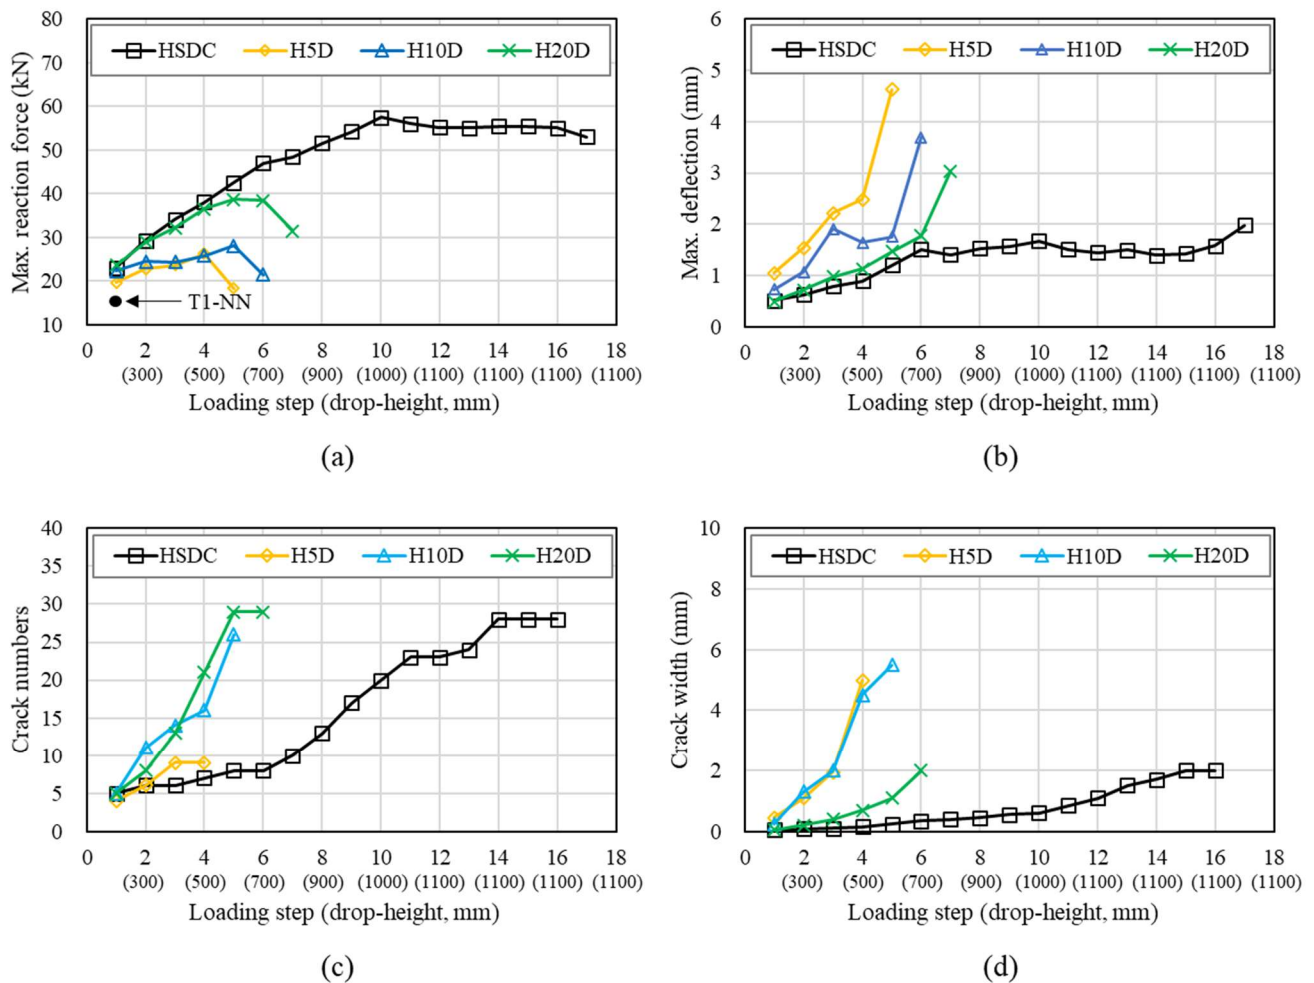 Max. reaction force (kN)
80
70
60
50
40
30
20
10
HSDC H5D H10D H20D
T1-NN
0 2 4 6 8 10 12 14 16 18
(300) (500) (700) (900) (1000) (1100) (1100) (1100) (1100)
Loading step (drop-height, mm)
(a)
Max. deflection (mm)
6
5
4
3
2
1
0
HSDC H5D H10D H20D
0 2 4 6 8 10 12 14 16 18
(300) (500) (700) (900) (1000) (1100) (1100) (1100) (1100)
Loading step (drop-height, mm)
(b)
Crack numbers
40
35
30
25
20
15
10
5
0
HSDC H5D H10D H20D
0 2 4 6 8 10 12 14 16 18
(300) (500) (700) (900) (1000) (1100) (1100) (1100) (1100)
Loading step (drop-height, mm)
(c)
Crack width (mm)
10
8
6
4
2
0
HSDC H5D H10D H20D
0 2 4 6 8 10 12 14 16 18
(300) (500) (700) (900) (1000) (1100) (1100) (1100) (1100)
Loading step (drop-height, mm)
(d)